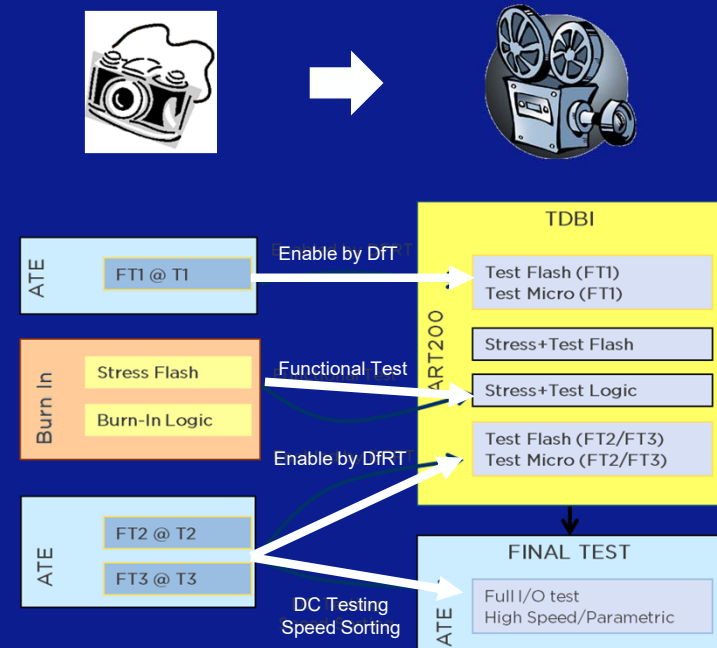 TDBI
ATE
FT1 @ T1
Enable by DfT
Test Flash (FT1)
Test Micro (FT1)
ART200
Stress+Test Flash
Burn In
Stress Flash
Burn-In Logic
Functional Test
Stress+Test Logic
Enable by DfRT
Test Flash (FT2/FT3)
Test Micro (FT2/FT3)
ATE
FT2 @ T2
FT3 @ T3
DC Testing
Speed Sorting
FINAL TEST
ATE
Full I/O test
High Speed/Parametric